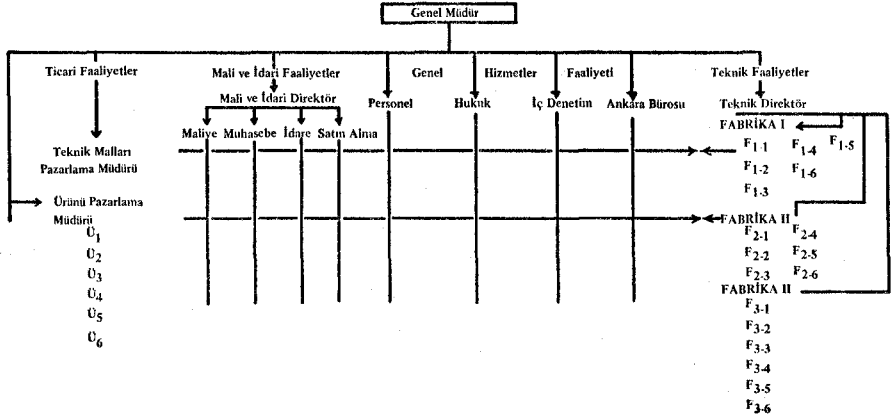 Genel Müdür
Ticari Faaliyetler
Mali ve İdari Faaliyetler
Genel Hizmetler Faaliyeti
Teknik Faaliyetler
Mali ve İdari Direktör
Personel
Hukuk
İç Denetim
Ankara Bürosu
Teknik Direktör
Maliye Muhasebe İdare Satın Alma
Teknik Malları
Pazarlama Müdürü
Ürünü Pazarlama
Müdürü
Ü1
Ü2
Ü3
Ü4
Ü5
Ü6
FABRIKA I
F1-1 F1-4 F1-5
F1-2 F1-6
F1-3
FABRIKA II
F2-1 F2-4
F2-2 F2-5
F2-3 F2-6
FABRİKA II
F3-1
F3-2
F3-3
F3-4
F3-5
F3-6